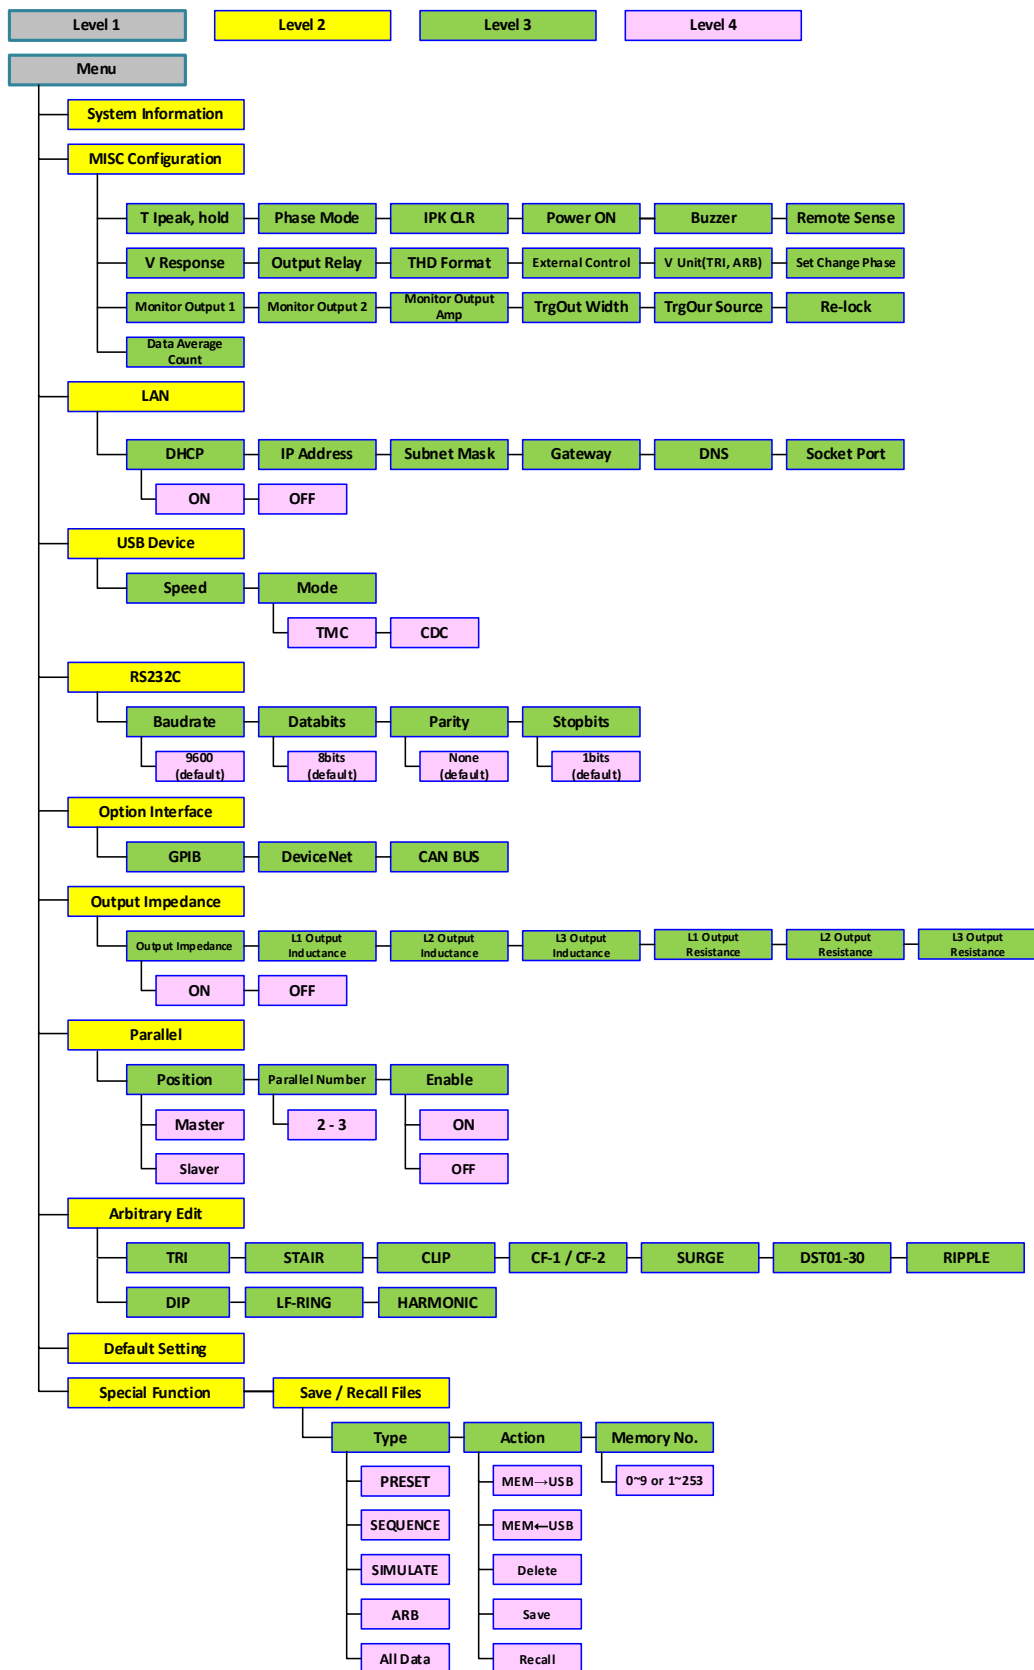 Level 1
Level 2
Level 3
Level 4
Menu
System Information
MISC Configuration
T Ipeak, hold
Phase Mode
IPK CLR
Power ON
Buzzer
Remote Sense
V Response
Output Relay
THD Format
External Control
V Unit(TRI, ARB)
Set Change Phase
Monitor Output 1
Monitor Output 2
Monitor Output
Amp
TrgOut Width
TrgOur Source
Re-lock
Data Average
Count
LAN
DHCP
IP Address
Subnet Mask
Gateway
DNS
Socket Port
ON
OFF
USB Device
Speed
Mode
TMC
CDC
RS232C
Baudrate
Databits
Parity
Stopbits
9600
(default)
8bits
(default)
None
(default)
1bits
(default)
Option Interface
GPIB
DeviceNet
CAN BUS
Output Impedance
Output Impedance
L1 Output
Inductance
L2 Output
Inductance
L3 Output
Inductance
L1 Output
Resistance
L2 Output
Resistance
L3 Output
Resistance
ON
OFF
Parallel
Position
Parallel Number
Enable
Master
2 - 3
ON
Slaver
OFF
Arbitrary Edit
TRI
STAIR
CLIP
CF-1 / CF-2
SURGE
DST01-30
RIPPLE
DIP
LF-RING
HARMONIC
Default Setting
Special Function
Save / Recall Files
Type
Action
Memory No.
PRESET
MEM→USB
0~9 or 1~253
SEQUENCE
MEM←USB
SIMULATE
Delete
ARB
Save
All Data
Recall